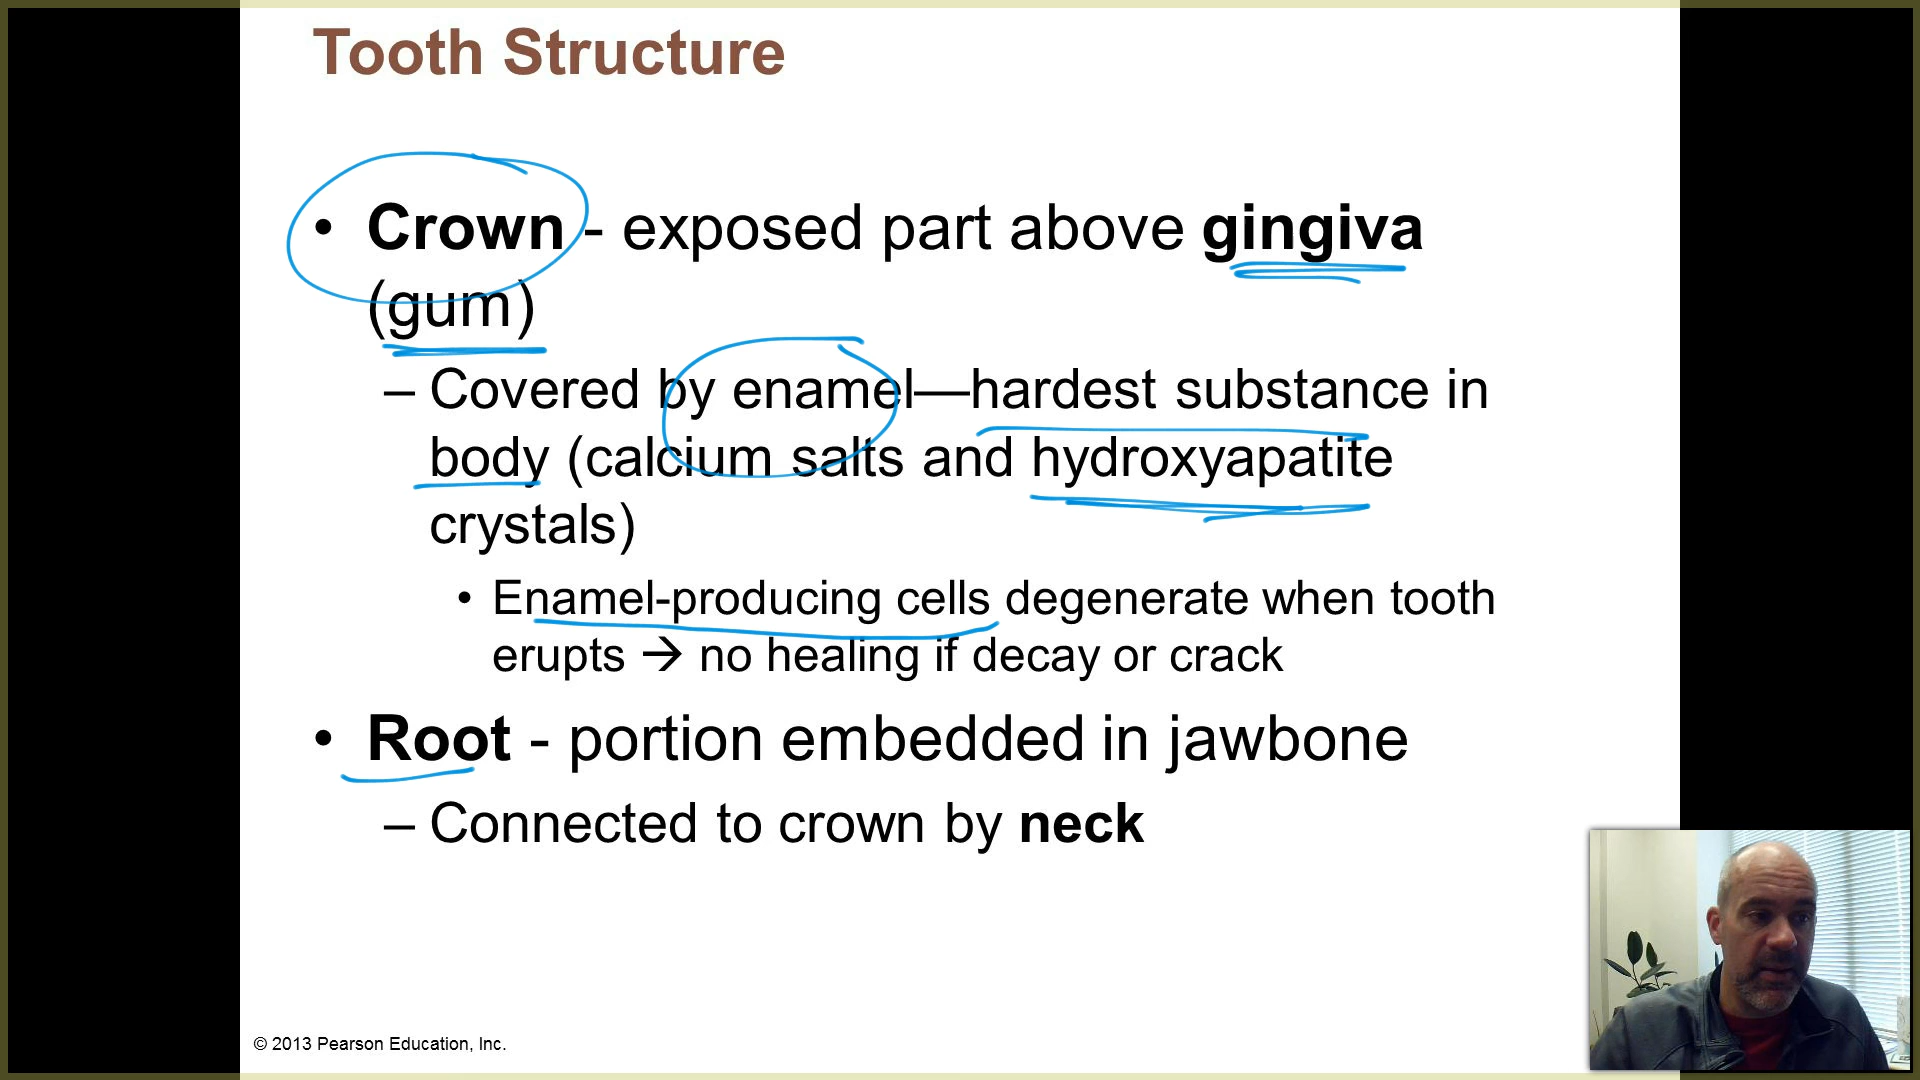 Tooth Structure
• Crown - exposed part above gingiva
(gum)
– Covered by enamel—hardest substance in
body (calcium salts and hydroxyapatite
crystals)
• Enamel-producing cells degenerate when tooth
erupts → no healing if decay or crack
• Root - portion embedded in jawbone
– Connected to crown by neck
© 2013 Pearson Education, Inc.